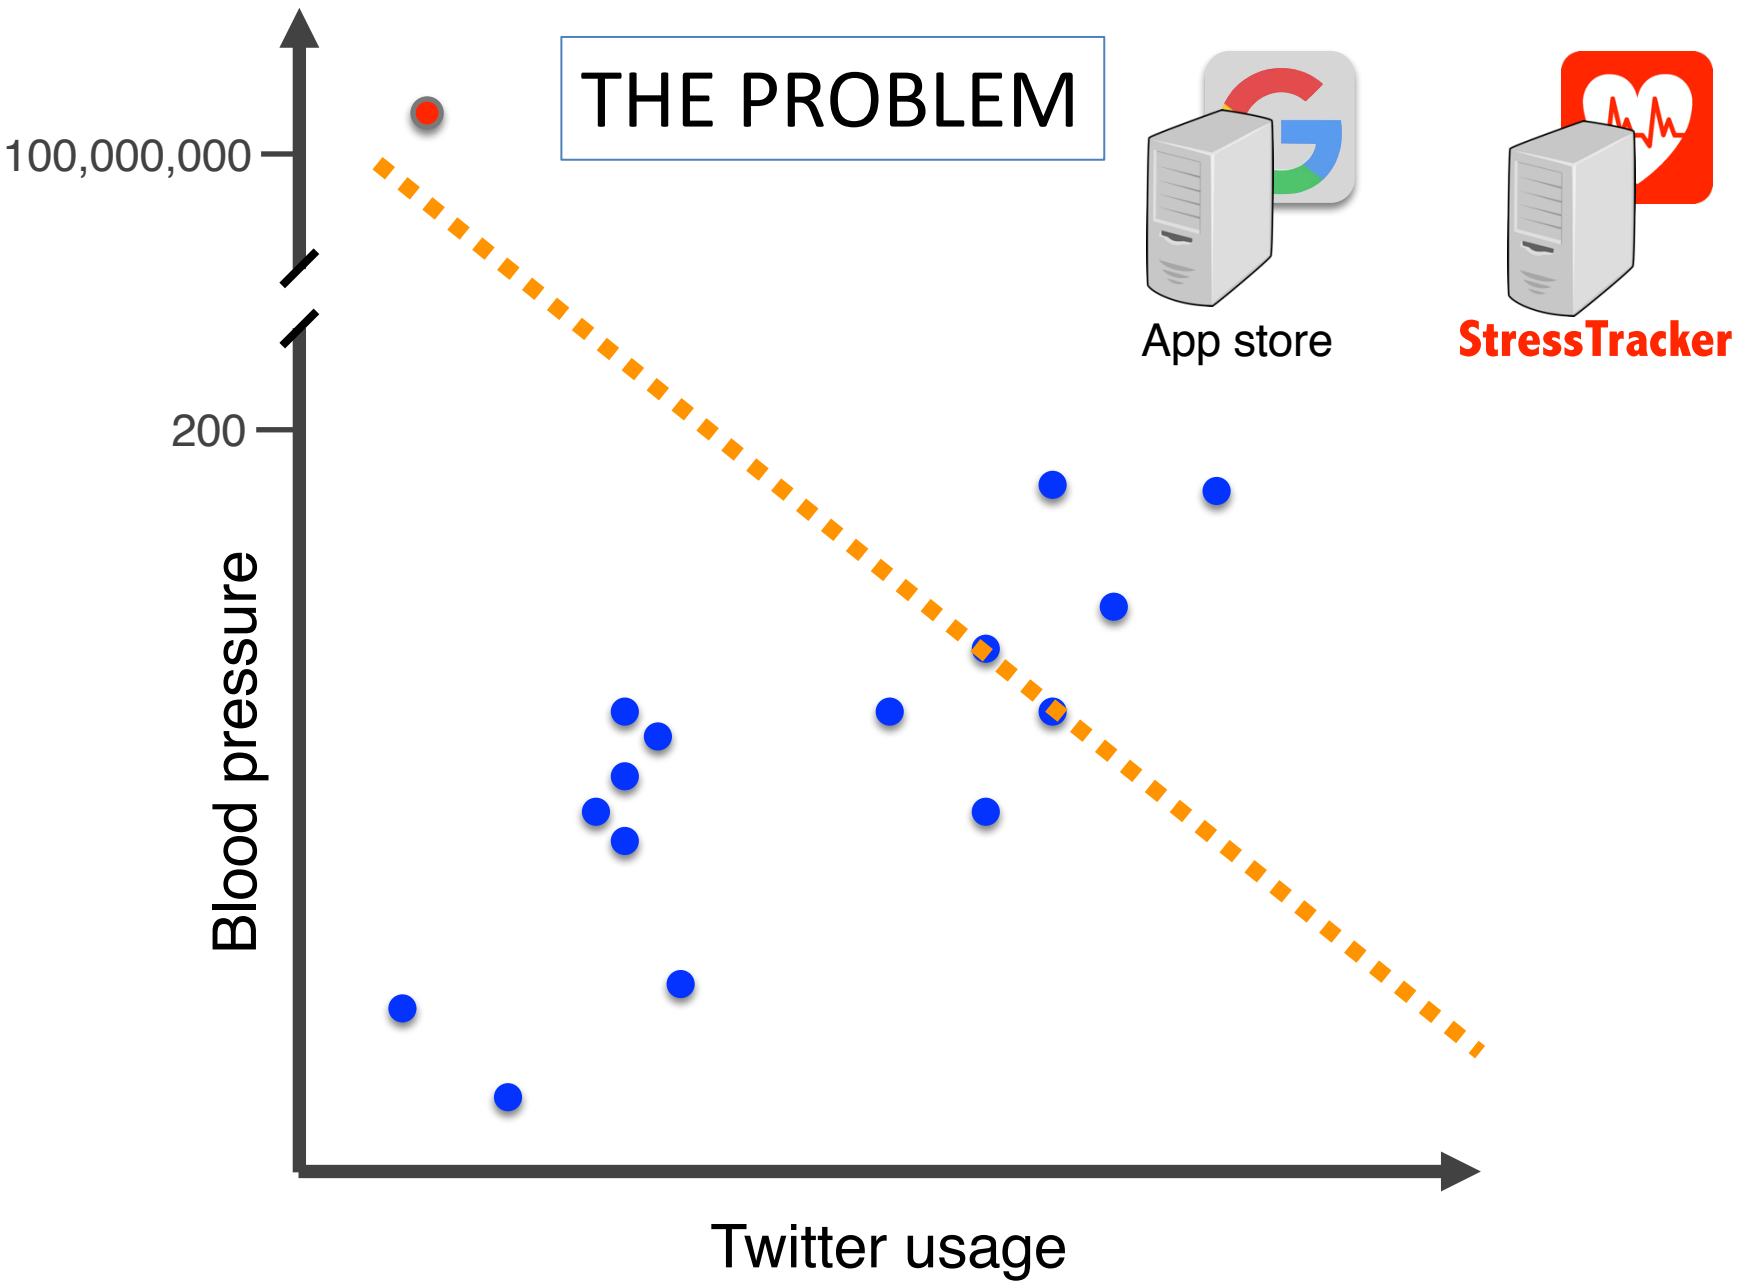 THE PROBLEM
100,000,000
App store
StressTracker
200
Blood pressure
Twitter usage